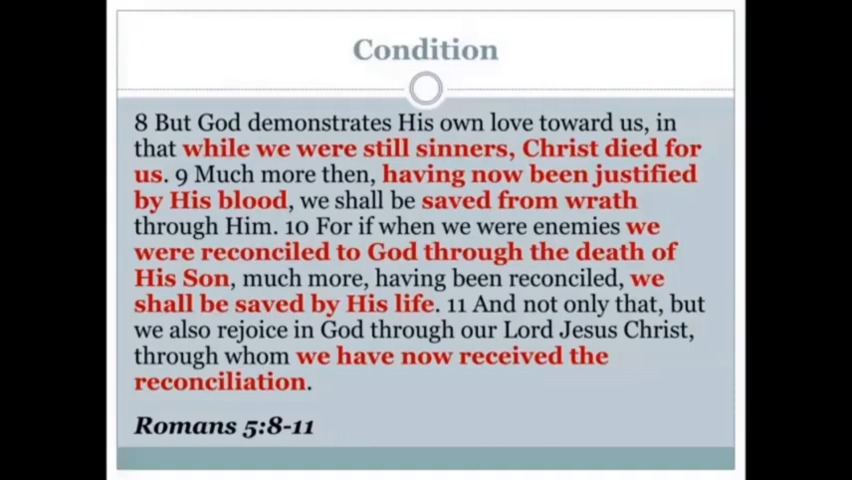 Condition
8 But God demonstrates His own love toward us, in
that while we were still sinners, Christ died for
us. 9 Much more then, having now been justified
by His blood, we shall be saved from wrath
through Him. 10 For if when we were enemies we
were reconciled to God through the death of
His Son, much more, having been reconciled, we
shall be saved by His life. 11 And not only that, but
we also rejoice in God through our Lord Jesus Christ,
through whom we have now received the
reconciliation.
Romans 5:8-11